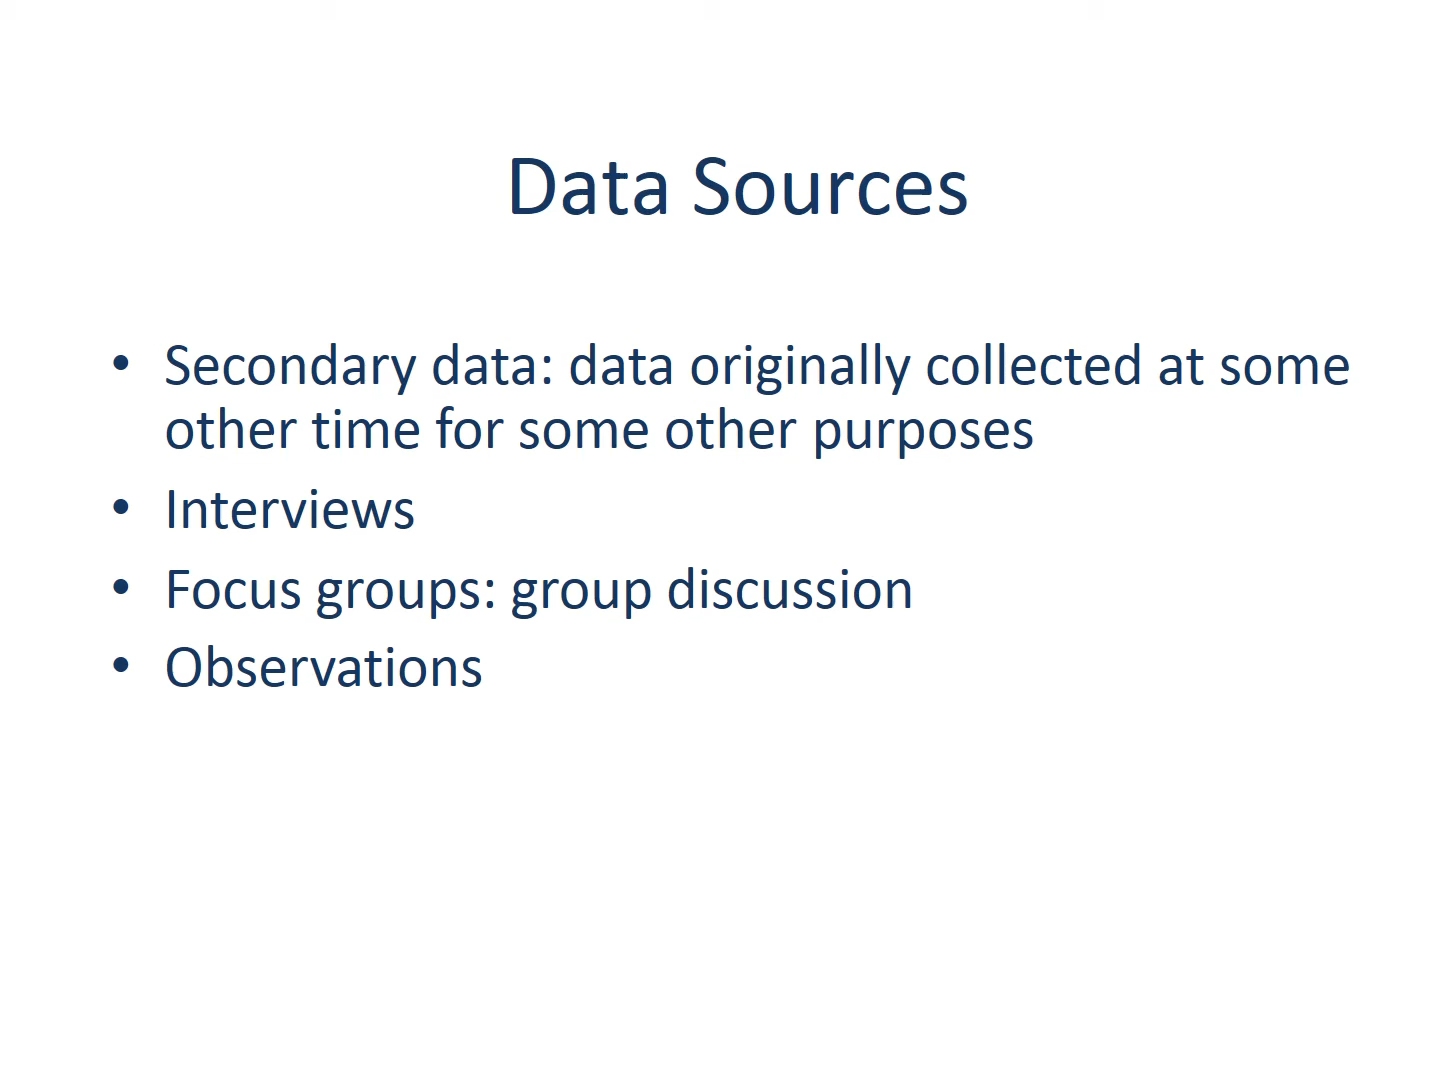 Data Sources
• Secondary data: data originally collected at some
other time for some other purposes
• Interviews
• Focus groups: group discussion
• Observations